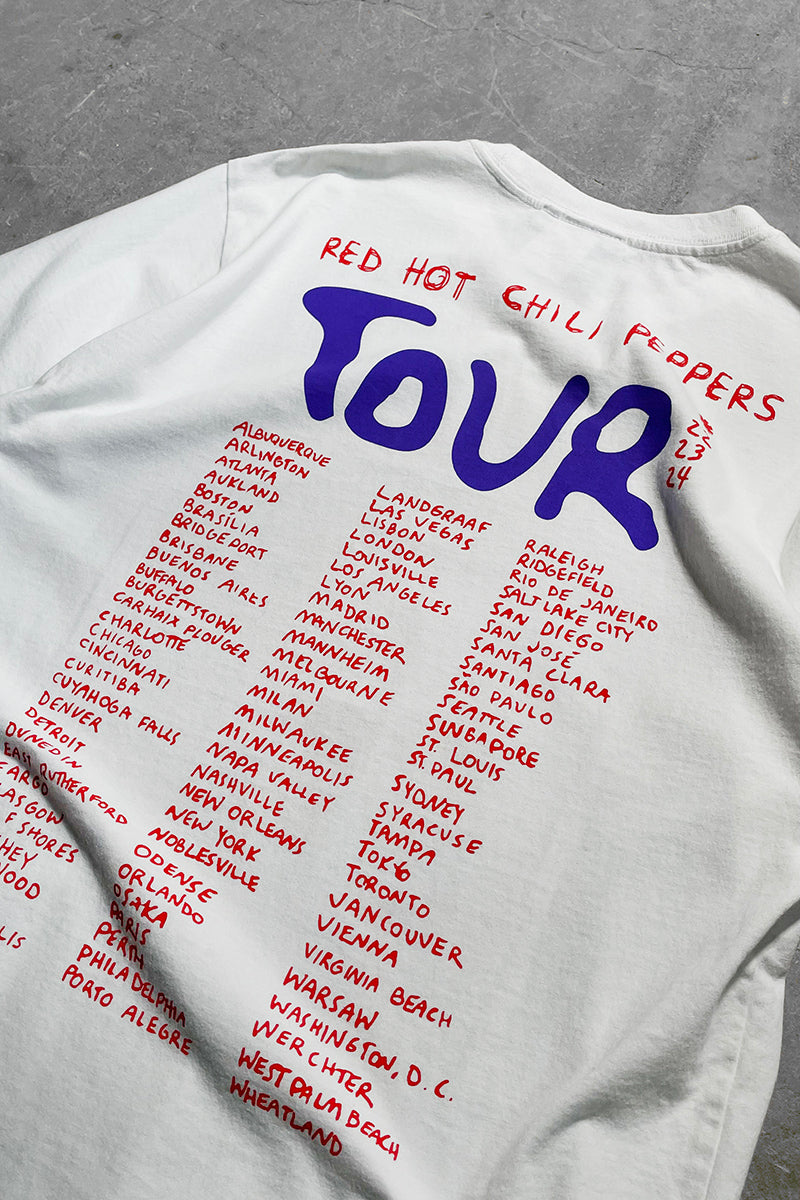 RED HOT CHILI PEPPERS
TOUR
23
24
ALBUQUERQUE
ARLINGTON
ATLANTA
AUKLAND
BOSTON
BRASÍLIA
BRIDGEPORT
BRISBANE
BUENOS AIRES
BUFFALO
BURGETTSTOWN
CARHAIX PLOUGER
CHARLOTTE
CHICAGO
CINCINNATI
CURITIBA
CUYAHOGA FALLS
DENVER
DETROIT
DUNEDIN
EAST RUTHERFORD
SHORES
LANDGRAAF
LAS VEGAS
LISBON
LONDON
LOUISVILLE
LOS ANGELES
LYON
MADRID
MANCHESTER
MANNHEIM
MELBOURNE
MIAMI
MILAN
MILWAUKEE
MINNEAPOLIS
NAPA VALLEY
NASHVILLE
NEW ORLEANS
NEW YORK
NOBLESVILLE
ODENSE
ORLANDO
OSAKA
PARIS
PERTH
PHILADELPHIA
PORTO ALEGRE
RALEIGH
RIDGEFIELD
RIO DE JANEIRO
SALT LAKE CITY
SAN DIEGO
SAN JOSÉ
SANTA CLARA
SANTIAGO
SÃO PAULO
SEATTLE
SINGAPORE
ST. LOUIS
ST. PAUL
SYDNEY
SYRACUSE
TAMPA
TOKYO
TORONTO
VANCOUVER
VIENNA
VIRGINIA BEACH
WARSAW
WASHINGTON, D.C.
WERCHTER
WEST PALM BEACH
WHEATLAND